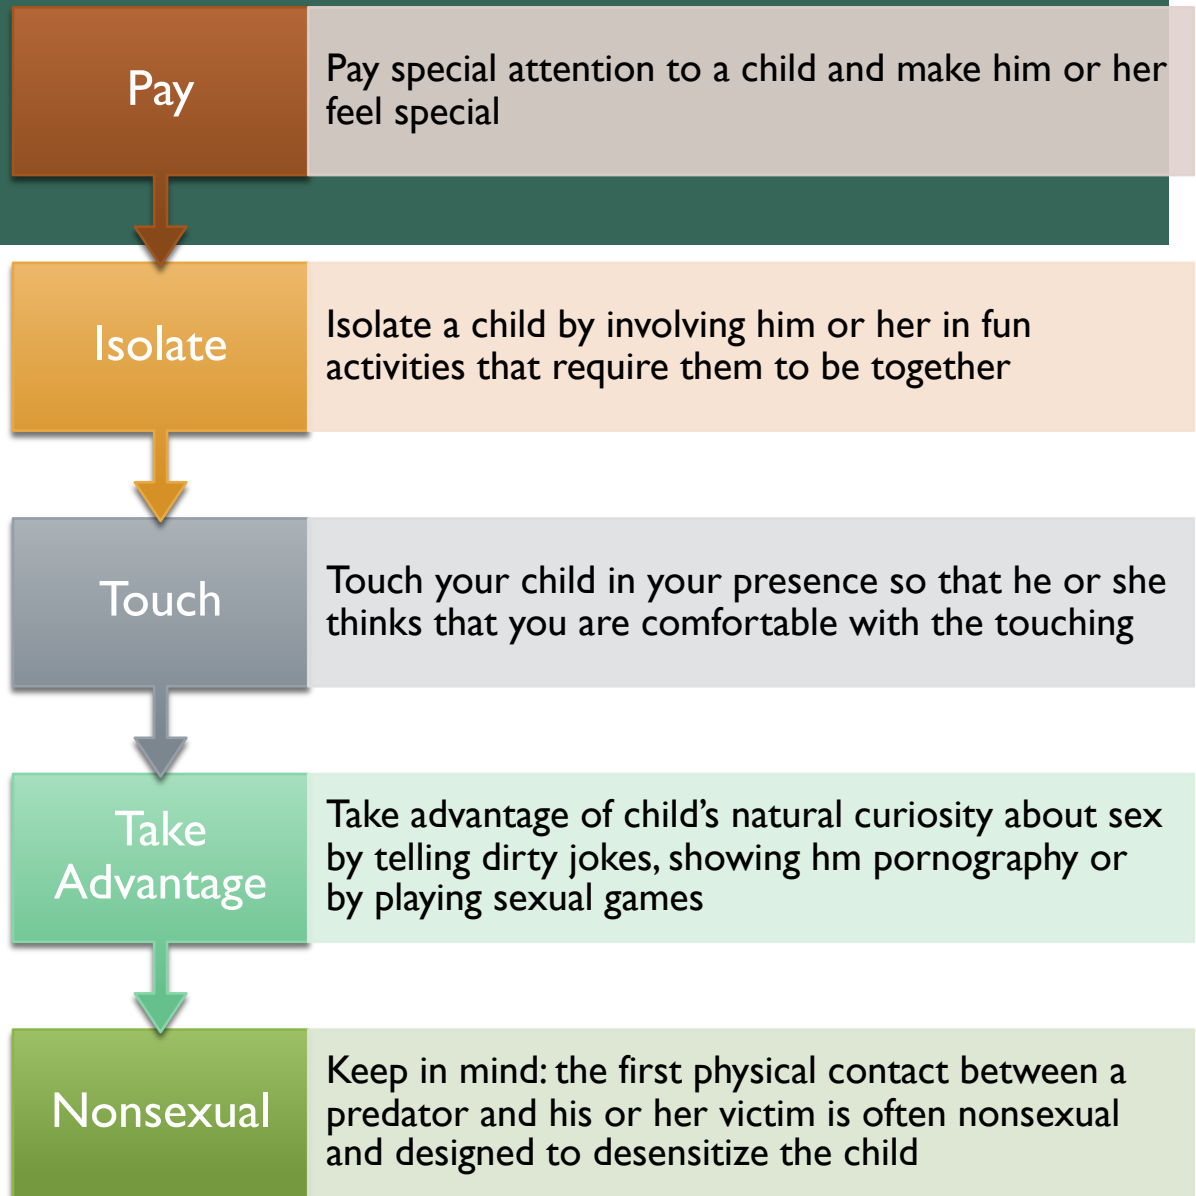 Pay
Pay special attention to a child and make him or her
feel special
Isolate
Isolate a child by involving him or her in fun
activities that require them to be together
Touch
Touch your child in your presence so that he or she
thinks that you are comfortable with the touching
Take
Advantage
Take advantage of child’s natural curiosity about sex
by telling dirty jokes, showing hm pornography or
by playing sexual games
Nonsexual
Keep in mind: the first physical contact between a
predator and his or her victim is often nonsexual
and designed to desensitize the child